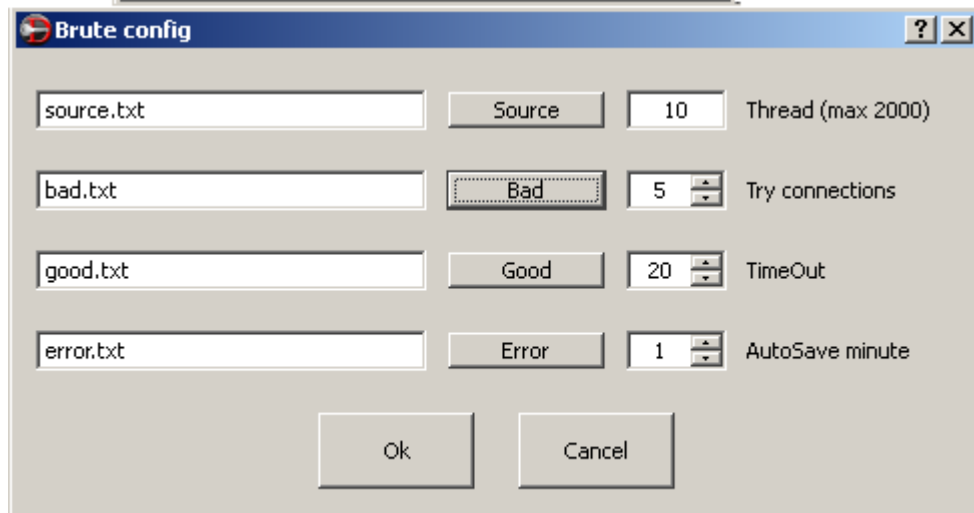 Brute config
source.txt Source 10 Thread (max 2000)
bad.txt Bad 5 Try connections
good.txt Good 20 TimeOut
error.txt Error 1 AutoSave minute
Ok Cancel